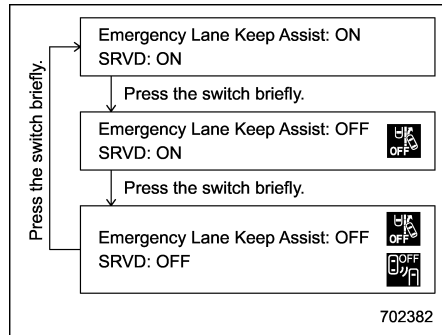 Emergency Lane Keep Assist: ON
SRVD: ON
Press the switch briefly.
Emergency Lane Keep Assist: OFF
SRVD: ON
OFF
Press the switch briefly.
Emergency Lane Keep Assist: OFF
SRVD: OFF
OFF
OFF
Press the switch briefly.
702382